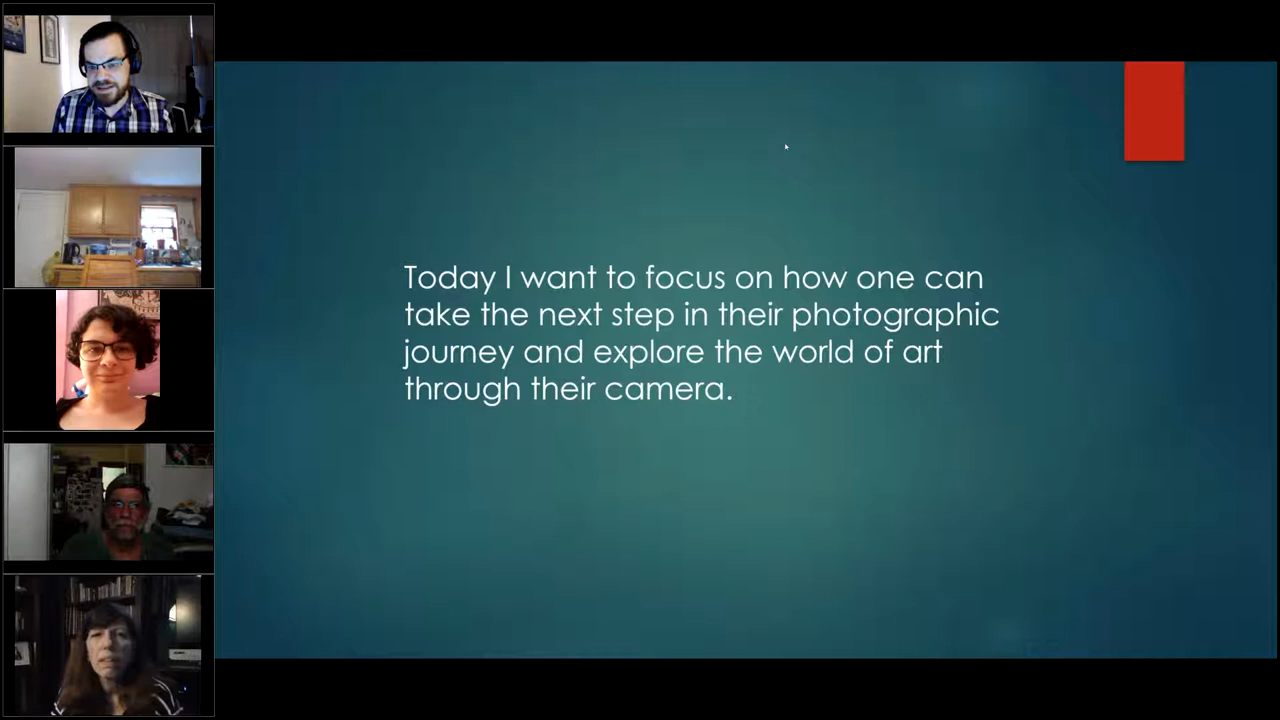 Today I want to focus on how one can
take the next step in their photographic
journey and explore the world of art
through their camera.